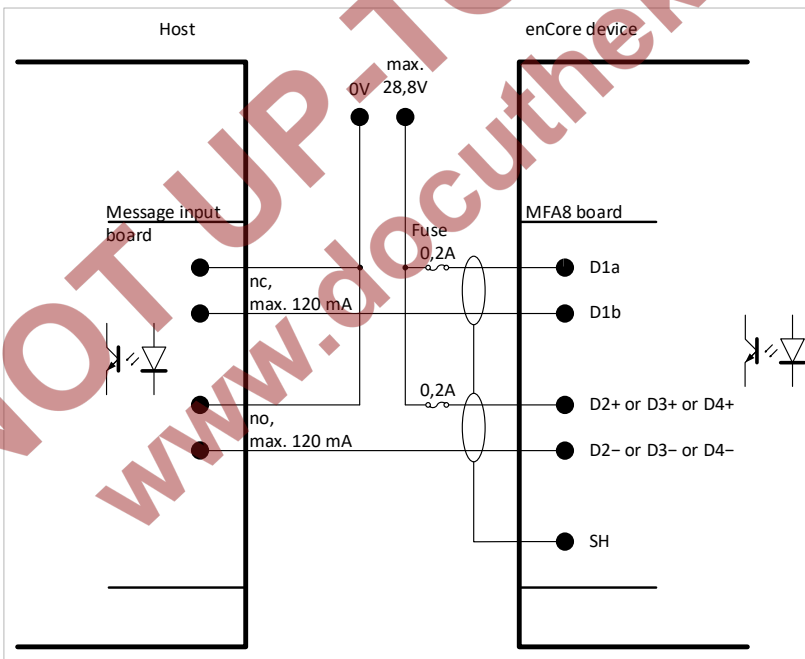 Host
enCore device
max.
0V 28,8V
Message input
board
MFA8 board
Fuse
0,2A
D1a
nc,
max. 120 mA
D1b
0,2A
D2+ or D3+ or D4+
no,
max. 120 mA
D2− or D3− or D4−
SH
NOT UP-TO
www.docuthek